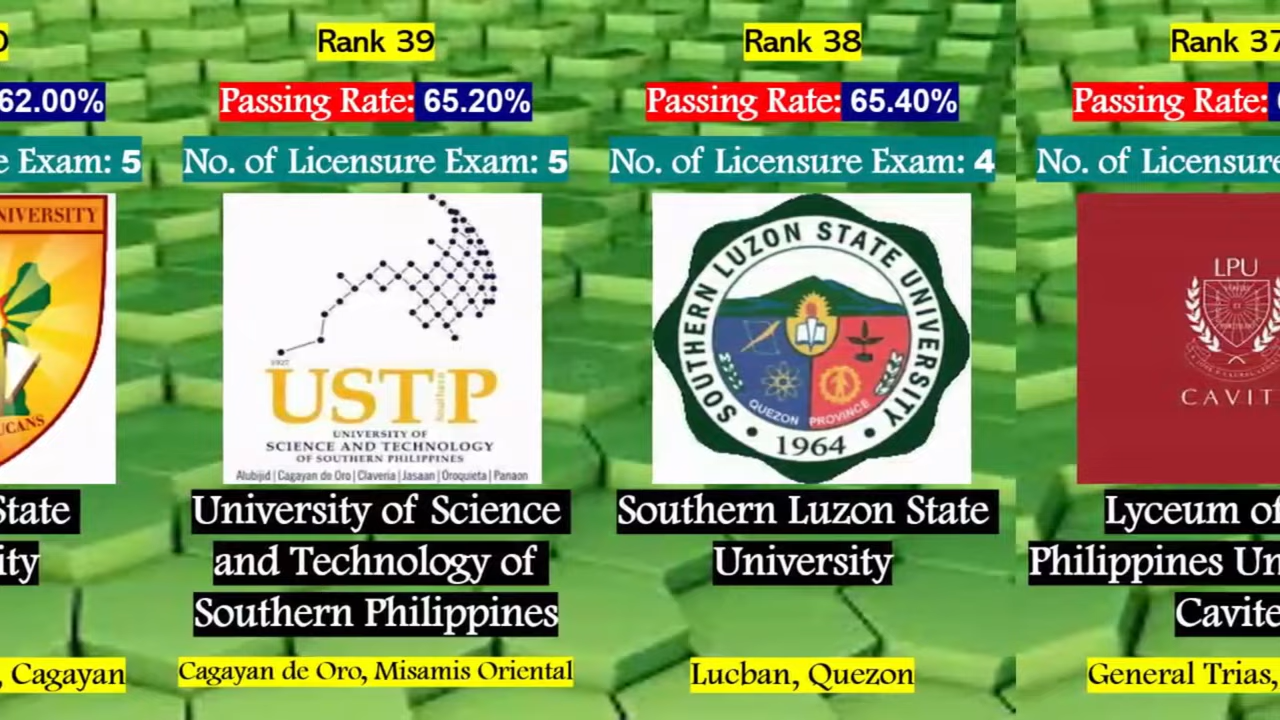 Rank 39
Passing Rate: 65.20%
No. of Licensure Exam: 5
1927
USTP
UNIVERSITY OF
SCIENCE AND TECHNOLOGY
OF SOUTHERN PHILIPPINES
Alubijid | Cagayan de Oro | Claveria | Jasaan | Oroquieta | Panaon
University of Science
and Technology of
Southern Philippines
Cagayan de Oro, Misamis Oriental
Rank 38
Passing Rate: 65.40%
No. of Licensure Exam: 4
SOUTHERN LUZON STATE UNIVERSITY
QUEZON PROVINCE
1964
Southern Luzon State
University
Lucban, Quezon
62.00%
Exam: 5
UNIVERSITY
State
, Cagayan
Rank 37
Passing Rate:
No. of Licensure
LPU
CAVIT
Lyceum of
Philippines Un
Cavite
General Trias,